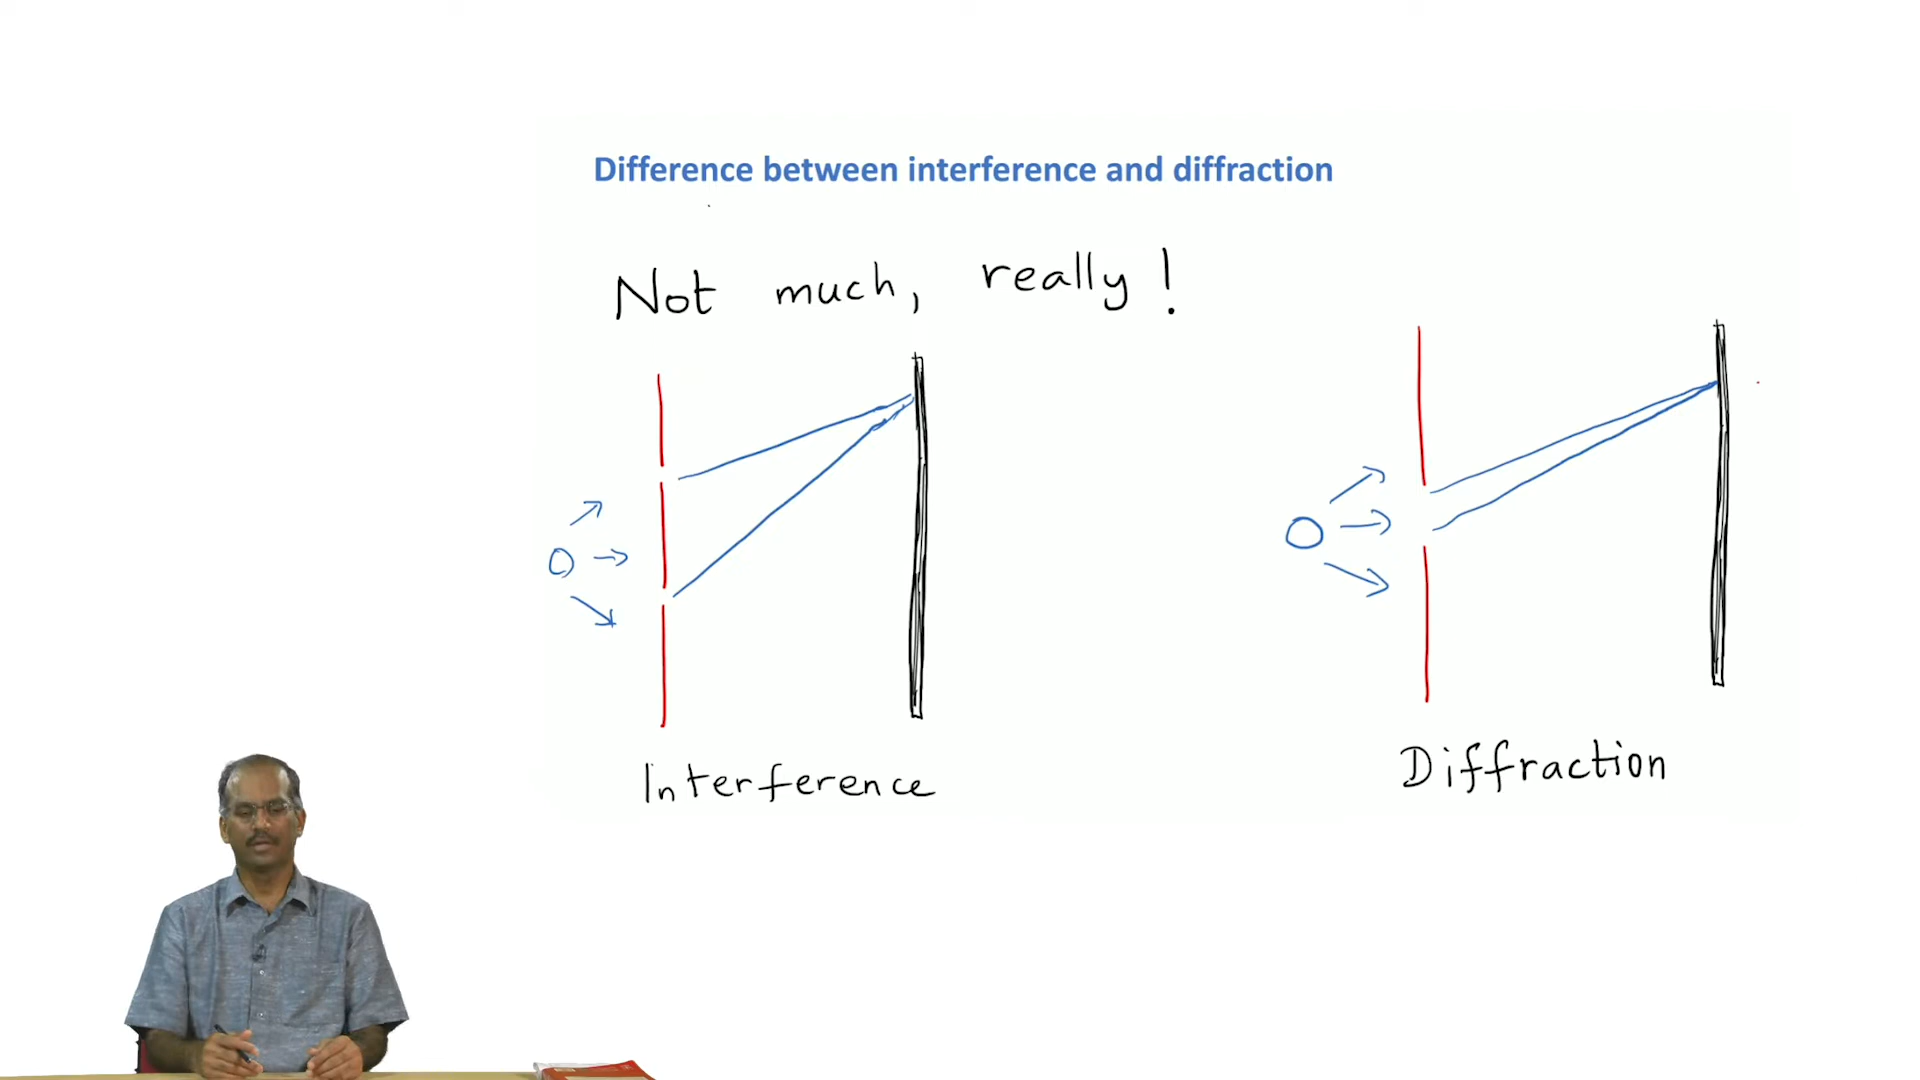 Difference between interference and diffraction
Not much, really!
Interference
Diffraction